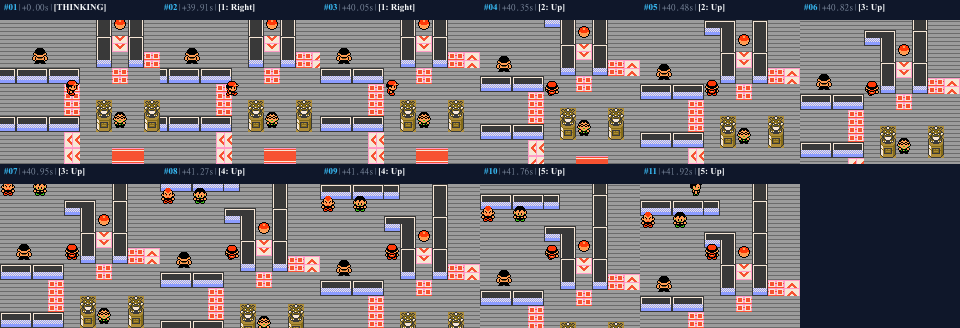 #01 |+0.00s| [THINKING]
#02 |+39.91s| [1: Right]
#03 |+40.05s| [1: Right]
#04 |+40.35s| [2: Up]
#05 |+40.48s| [2: Up]
#06 |+40.82s| [3: Up]
#07 |+40.95s| [3: Up]
#08 |+41.27s| [4: Up]
#09 |+41.44s| [4: Up]
#10 |+41.76s| [5: Up]
#11 |+41.92s| [5: Up]